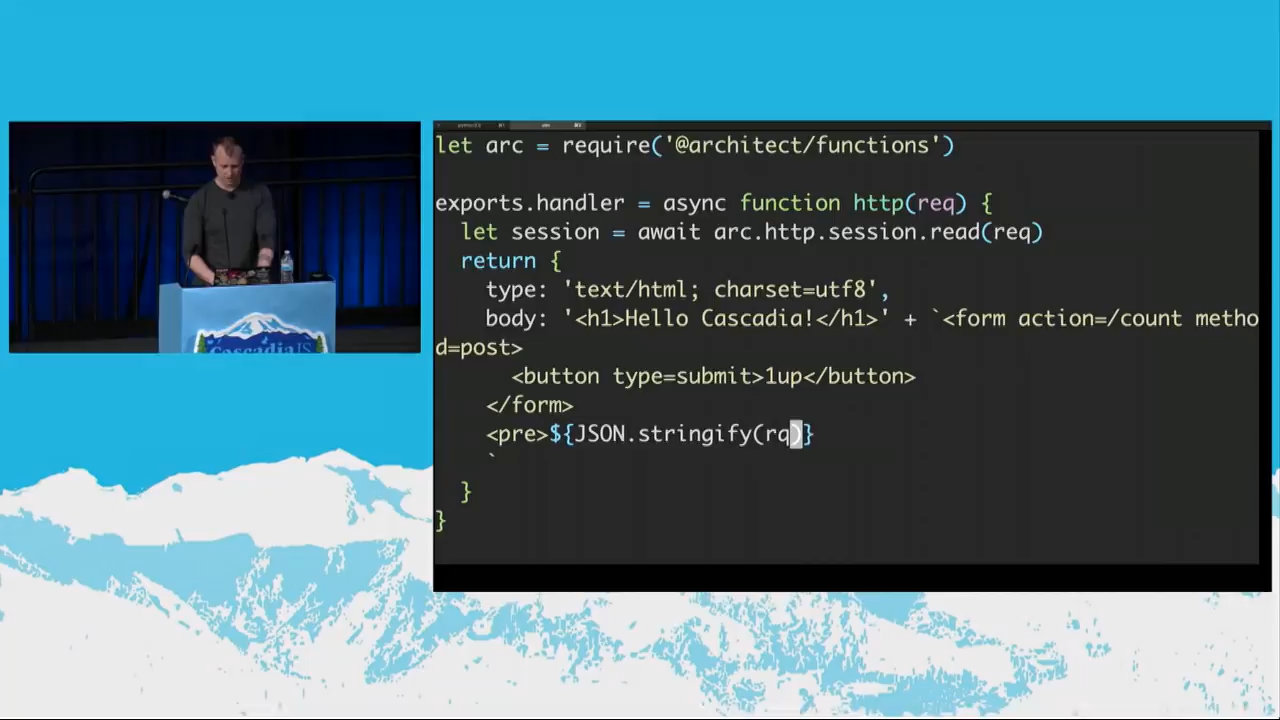 let arc = require('@architect/functions')
exports.handler = async function http(req) {
let session = await arc.http.session.read(req)
return {
type: 'text/html; charset=utf8',
body: '<h1>Hello Cascadia!</h1>' + `<form action=/count metho
d=post>
<button type=submit>1up</button>
</form>
<pre>${JSON.stringify(rq)}
`
}
}
CascadiaJS